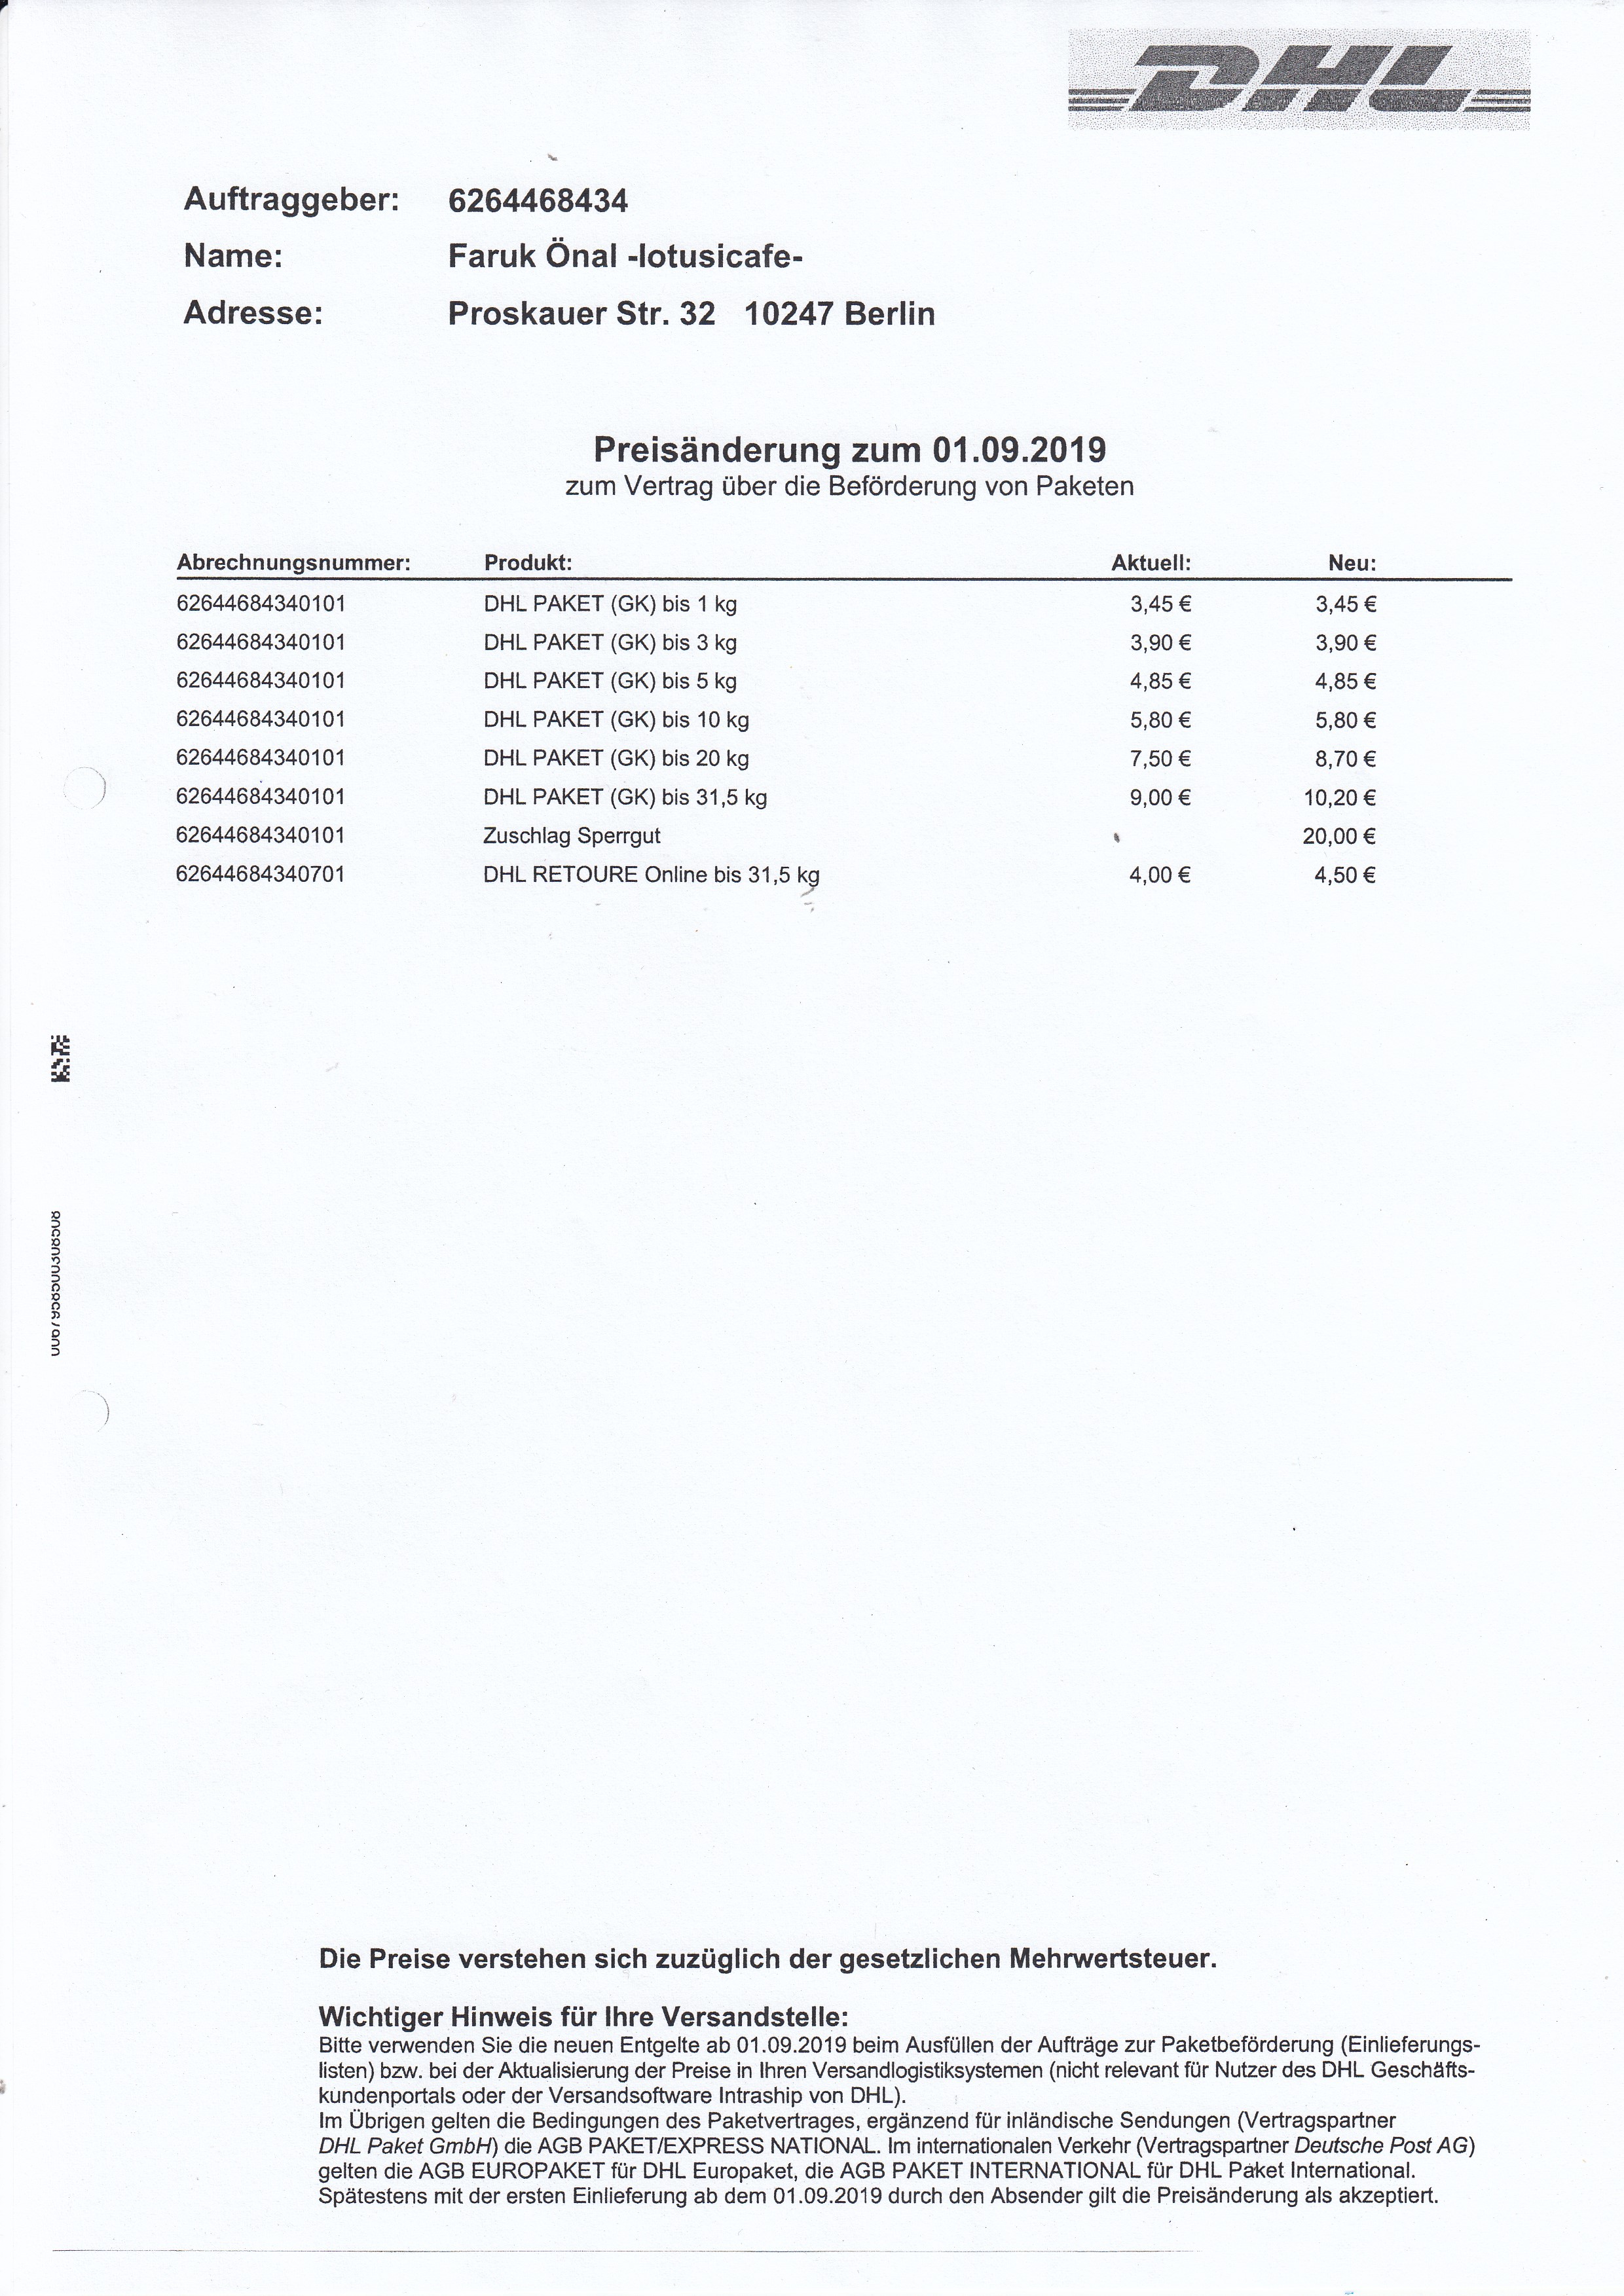 DHL
Auftraggeber: 6264468434
Name: Faruk Önal -lotusicafe-
Adresse: Proskauer Str. 32 10247 Berlin
Preisänderung zum 01.09.2019
zum Vertrag über die Beförderung von Paketen
Abrechnungsnummer: Produkt: Aktuell: Neu:
62644684340101 DHL PAKET (GK) bis 1 kg 3,45 € 3,45 €
62644684340101 DHL PAKET (GK) bis 3 kg 3,90 € 3,90 €
62644684340101 DHL PAKET (GK) bis 5 kg 4,85 € 4,85 €
62644684340101 DHL PAKET (GK) bis 10 kg 5,80 € 5,80 €
62644684340101 DHL PAKET (GK) bis 20 kg 7,50 € 8,70 €
62644684340101 DHL PAKET (GK) bis 31,5 kg 9,00 € 10,20 €
62644684340101 Zuschlag Sperrgut 20,00 €
62644684340701 DHL RETOURE Online bis 31,5 kg 4,00 € 4,50 €
Die Preise verstehen sich zuzüglich der gesetzlichen Mehrwertsteuer.
Wichtiger Hinweis für Ihre Versandstelle:
Bitte verwenden Sie die neuen Entgelte ab 01.09.2019 beim Ausfüllen der Aufträge zur Paketbeförderung (Einlieferungs-
listen) bzw. bei der Aktualisierung der Preise in Ihren Versandlogistiksystemen (nicht relevant für Nutzer des DHL Geschäfts-
kundenportals oder der Versandsoftware Intraship von DHL).
Im Übrigen gelten die Bedingungen des Paketvertrages, ergänzend für inländische Sendungen (Vertragspartner
DHL Paket GmbH) die AGB PAKET/EXPRESS NATIONAL. Im internationalen Verkehr (Vertragspartner Deutsche Post AG)
gelten die AGB EUROPAKET für DHL Europaket, die AGB PAKET INTERNATIONAL für DHL Paket International.
Spätestens mit der ersten Einlieferung ab dem 01.09.2019 durch den Absender gilt die Preisänderung als akzeptiert.